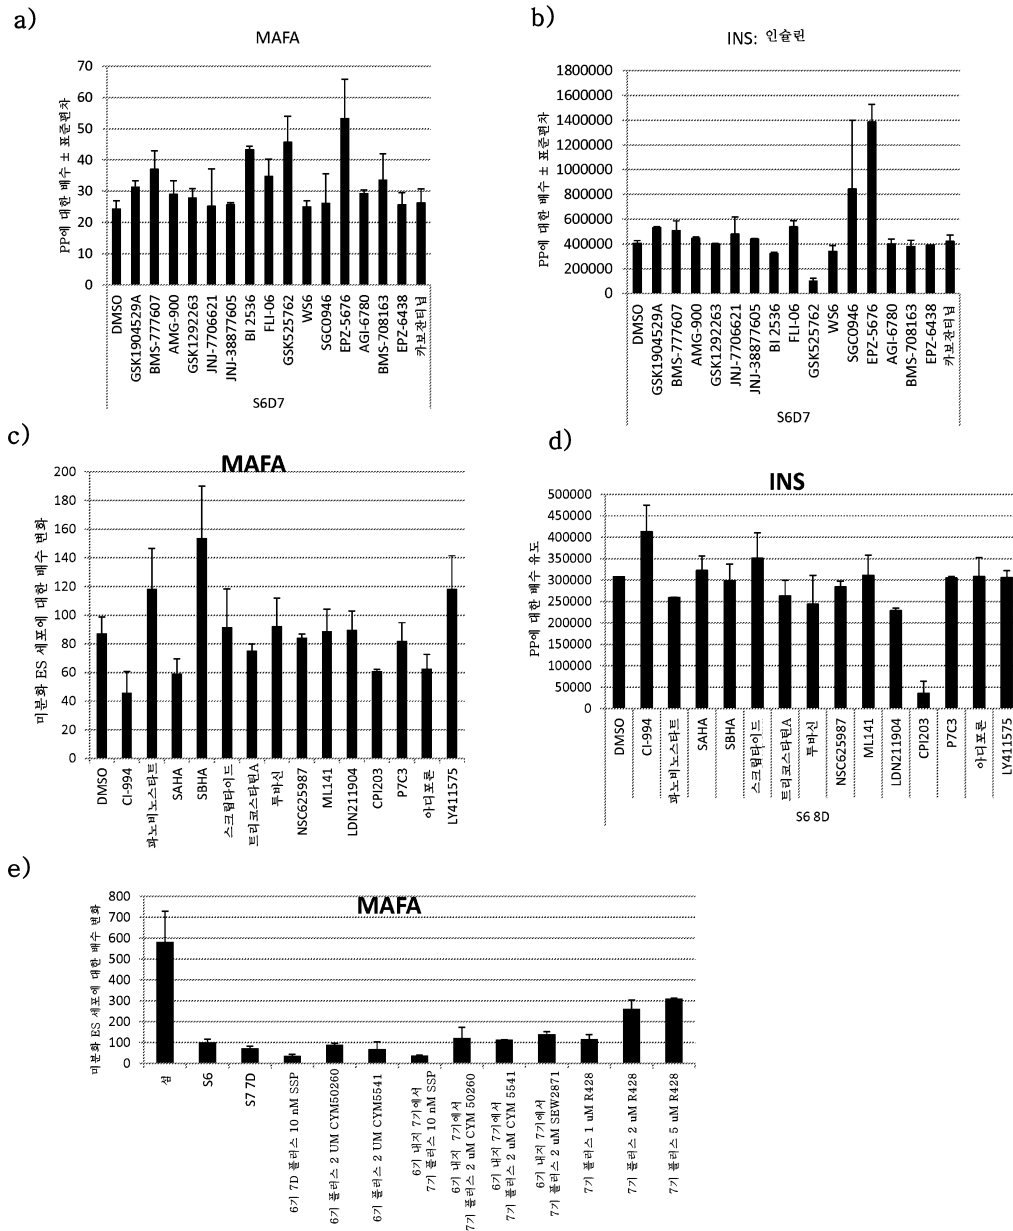 a)
MAFA
PP에 대한 배수 ± 표준편차
70
60
50
40
30
20
10
0
DMSO
GSK1904529A
BMS-777607
AMG-900
GSK1292263
JNJ-7706621
JNJ-38877605
BI 2536
FLI-06
GSK525762
WS6
SGC0946
EPZ-5676
AGI-6780
BMS-708163
EPZ-6438
카보잔티닙
S6D7
b)
INS: 인슐린
PP에 대한 배수 ± 표준편차
1800000
1600000
1400000
1200000
1000000
800000
600000
400000
200000
0
DMSO
GSK1904529A
BMS-777607
AMG-900
GSK1292263
JNJ-7706621
JNJ-38877605
BI 2536
FLI-06
GSK525762
WS6
SGC0946
EPZ-5676
AGI-6780
BMS-708163
EPZ-6438
카보잔티닙
S6D7
c)
MAFA
미분화 ES 세포에 대한 배수 변화
200
180
160
140
120
100
80
60
40
20
0
DMSO
CI-994
파노비노스타트
SAHA
SBHA
스크립타이드
트리코스타틴A
투바신
NSC625987
ML141
LDN211904
CPI203
P7C3
아디포론
LY411575
d)
INS
PP에 대한 배수 유도
500000
450000
400000
350000
300000
250000
200000
150000
100000
50000
0
DMSO
CI-994
파노비노스타트
SAHA
SBHA
스크립타이드
트리코스타틴A
투바신
NSC625987
ML141
LDN211904
CPI203
P7C3
아디포론
LY411575
S6 8D
e)
MAFA
미분화 ES 세포에 대한 배수 변화
800
700
600
500
400
300
200
100
0
섬
S6
S7 7D
6기 7D 플러스 10 nM SSP
6기 플러스 2 UM CYM50260
6기 플러스 2 UM CYM5541
6기 내지 7기에서
7기 플러스 10 nM SSP
6기 내지 7기에서
7기 플러스 2 uM CYM 50260
6기 내지 7기에서
7기 플러스 2 uM CYM 5541
6기 내지 7기에서
7기 플러스 2 uM SEW2871
7기 플러스 1 uM R428
7기 플러스 2 uM R428
7기 플러스 5 uM R428